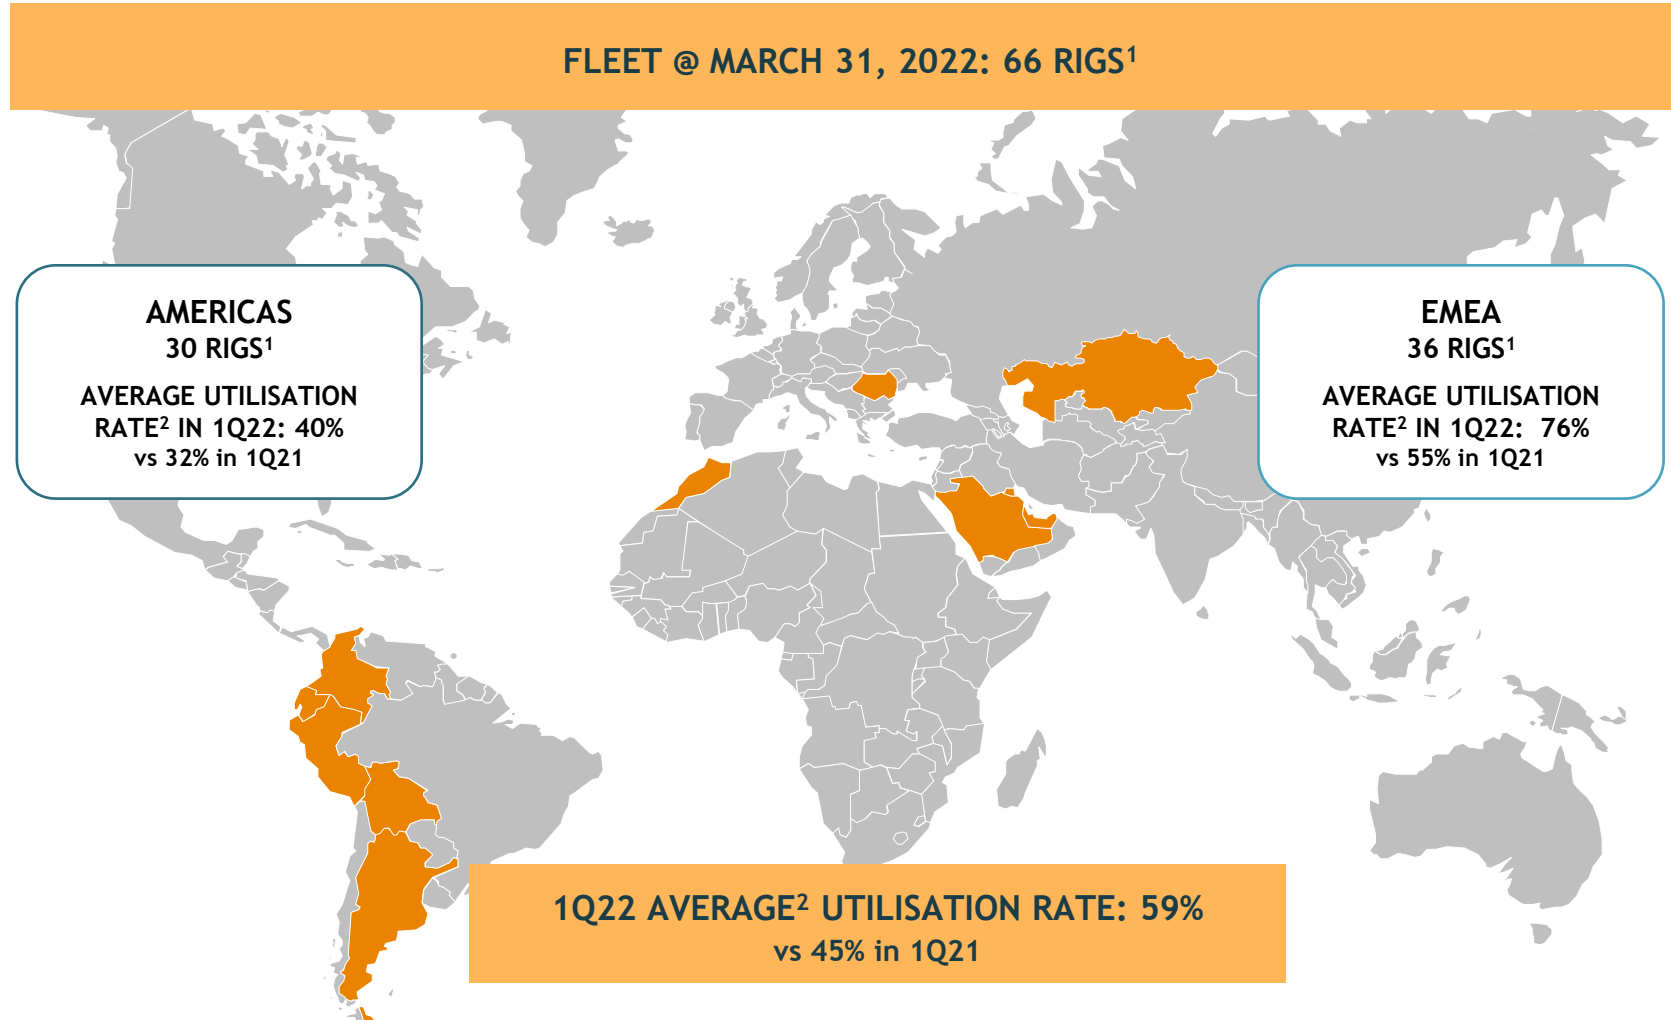 FLEET @ MARCH 31, 2022: 66 RIGS¹
AMERICAS
30 RIGS¹
AVERAGE UTILISATION
RATE² IN 1Q22: 40%
vs 32% in 1Q21
EMEA
36 RIGS¹
AVERAGE UTILISATION
RATE² IN 1Q22: 76%
vs 55% in 1Q21
1Q22 AVERAGE² UTILISATION RATE: 59%
vs 45% in 1Q21